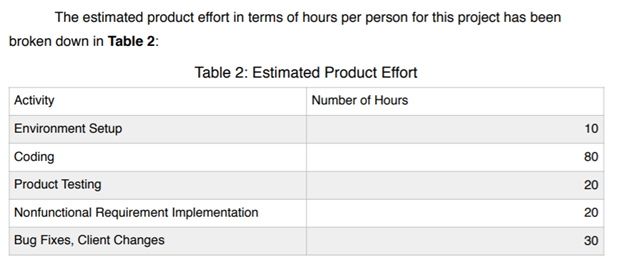 The estimated product effort in terms of hours per person for this project has been
broken down in Table 2:
Table 2: Estimated Product Effort
Activity Number of Hours
Environment Setup 10
Coding 80
Product Testing 20
Nonfunctional Requirement Implementation 20
Bug Fixes, Client Changes 30